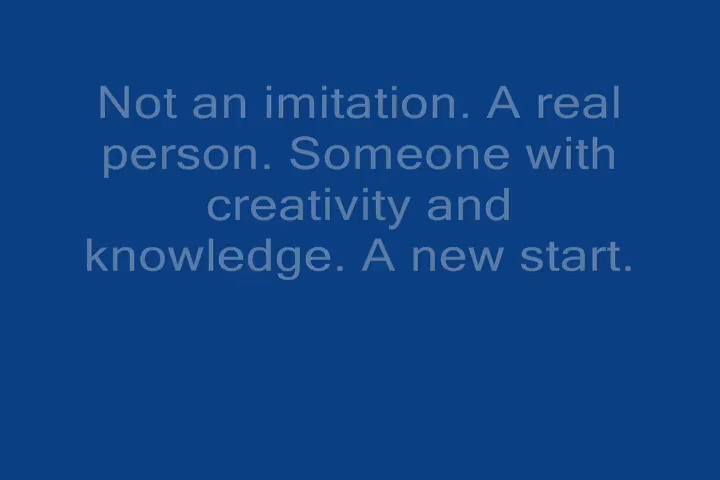 Not an imitation. A real
person. Someone with
creativity and
knowledge. A new start.